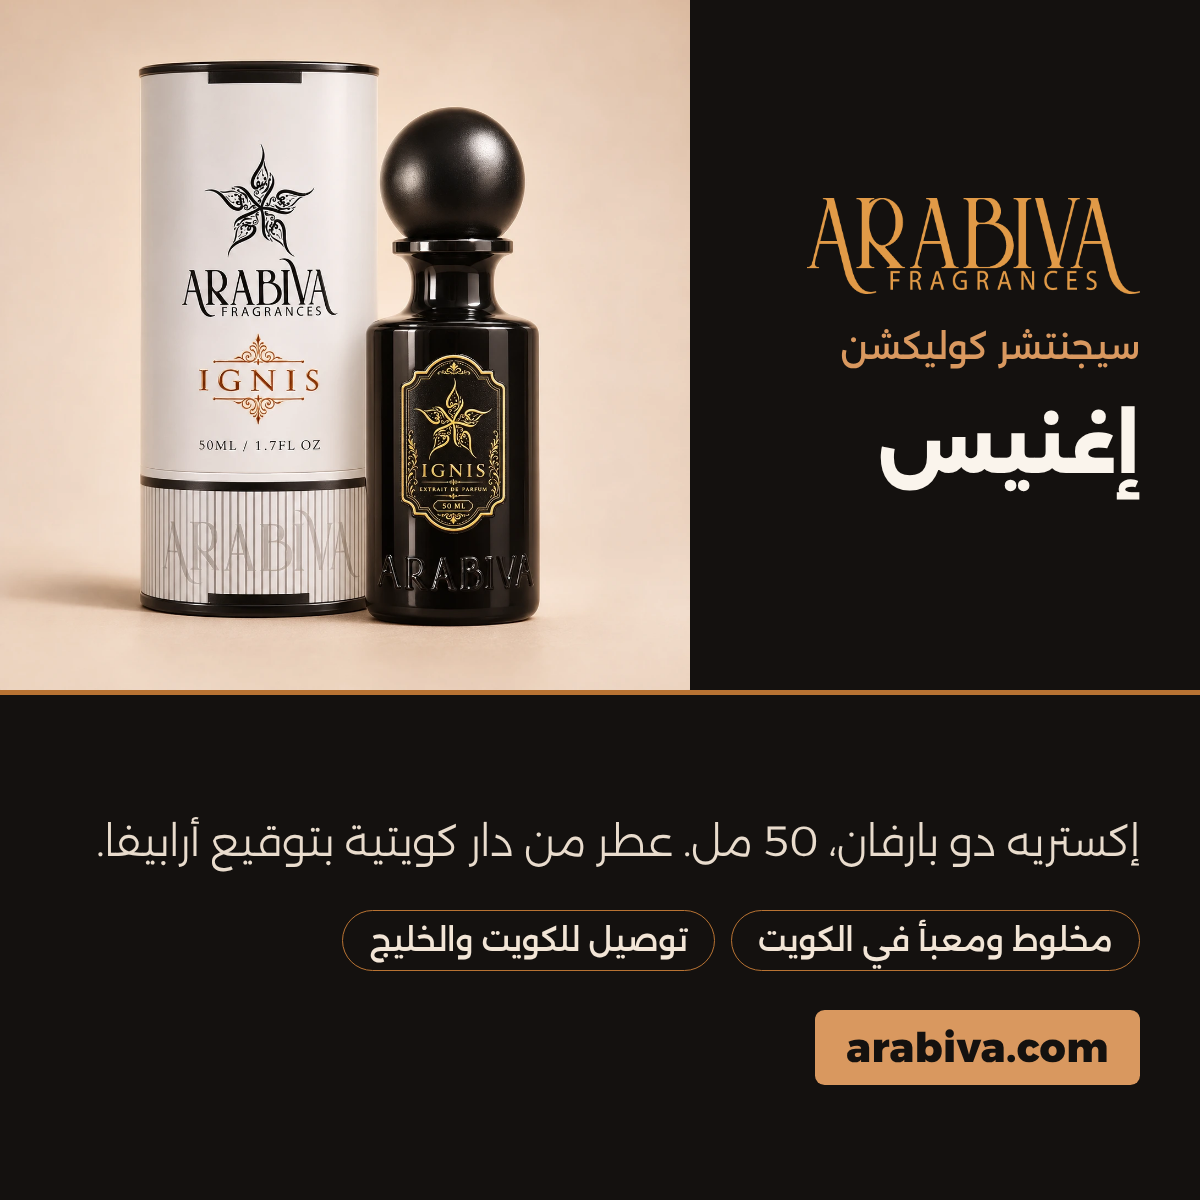 ARABIVA
FRAGRANCES
IGNIS
50ML / 1.7FL OZ
ARABIVA
IGNIS
EXTRAIT DE PARFUM
50 ML
ARABIVA
ARABIVA
FRAGRANCES
سيجنتشر كوليكشن
إغنيس
إكستريه دو بارفان، 50 مل. عطر من دار كويتية بتوقيع أرابيفا.
مخلوط ومعبأ في الكويت
توصيل للكويت والخليج
arabiva.com